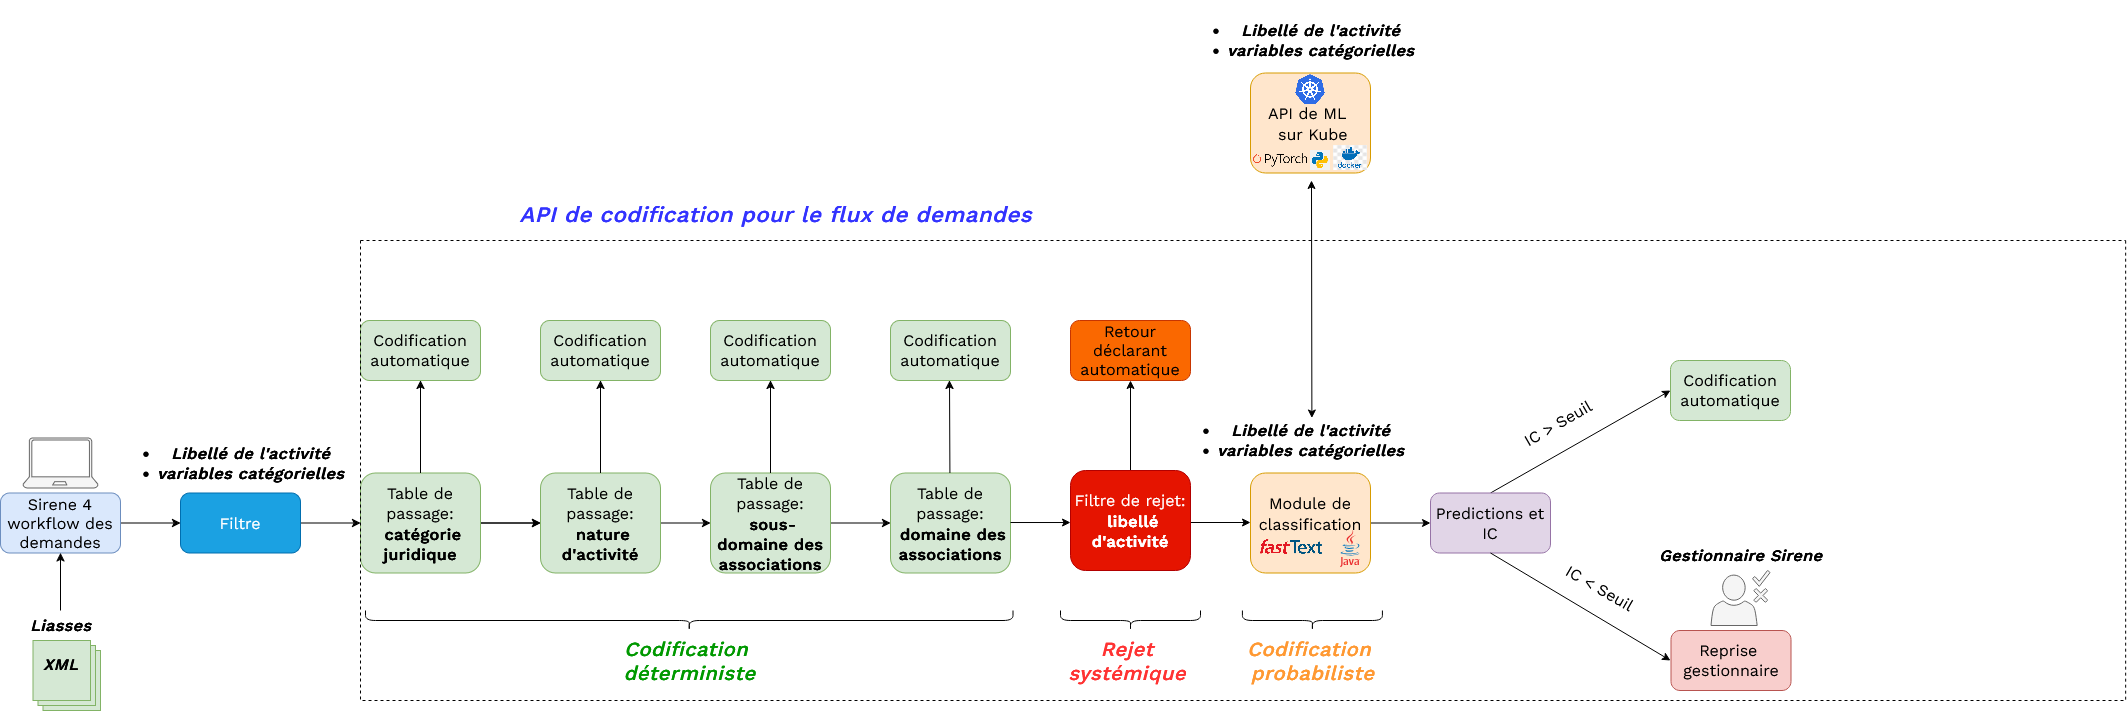 Libellé de l'activité
variables catégorielles
API de ML
sur Kube
PyTorch
docker
API de codification pour le flux de demandes
Codification
automatique
Codification
automatique
Codification
automatique
Codification
automatique
Retour
déclarant
automatique
Codification
automatique
IC > Seuil
Libellé de l'activité
variables catégorielles
Libellé de l'activité
variables catégorielles
Sirene 4
workflow des
demandes
Filtre
Table de
passage:
catégorie
juridique
Table de
passage:
nature
d'activité
Table de
passage:
sous-
domaine des
associations
Table de
passage:
domaine des
associations
Filtre de rejet:
libellé
d'activité
Module de
classification
fastText
Java
Predictions et
IC
IC < Seuil
Gestionnaire Sirene
Reprise
gestionnaire
Liasses
XML
Codification
déterministe
Rejet
systémique
Codification
probabiliste